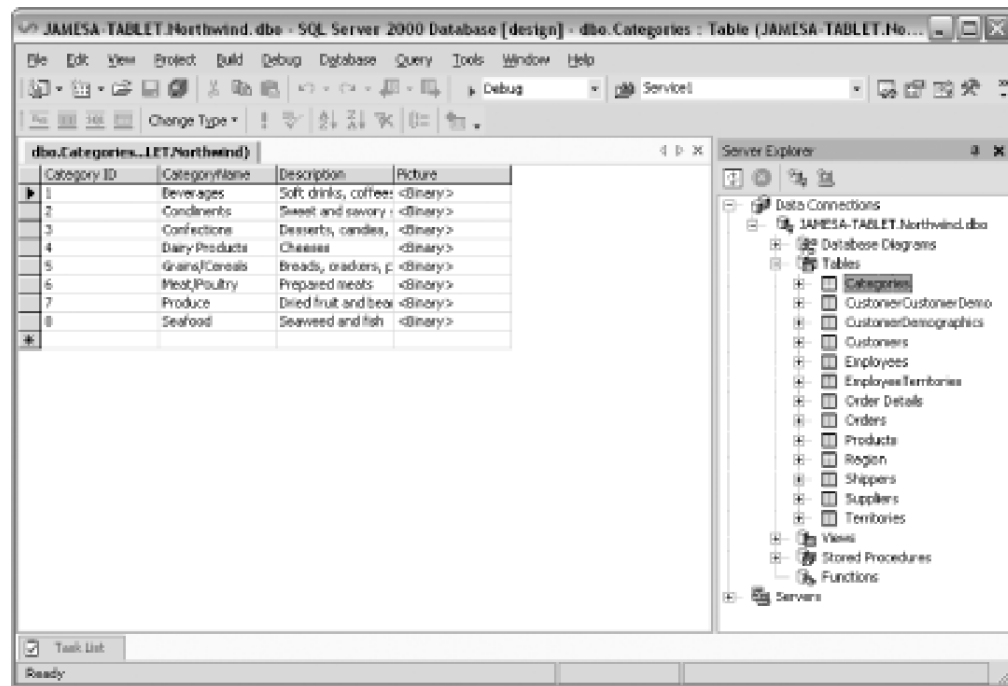 JAMESA-TABLET.Northwind.dbo - SQL Server 2000 Database [design] - dbo.Categories : Table (JAMESA-TABLET.No...
File Edit View Project Build Debug Database Query Tools Window Help
Debug Service1
Change Type
dbo.Categories...LET.Northwind)
Category ID CategoryName Description Picture
1 Beverages Soft drinks, coffees <Binary>
2 Condiments Sweet and savory <Binary>
3 Confections Desserts, candies, <Binary>
4 Dairy Products Cheeses <Binary>
5 Grains/Cereals Breads, crackers, p <Binary>
6 Meat/Poultry Prepared meats <Binary>
7 Produce Dried fruit and bea <Binary>
8 Seafood Seaweed and fish <Binary>
Server Explorer
Data Connections
JAMESA-TABLET.Northwind.dbo
Database Diagrams
Tables
Categories
CustomerCustomerDemo
CustomerDemographics
Customers
Employees
EmployeeTerritories
Order Details
Orders
Products
Region
Shippers
Suppliers
Territories
Views
Stored Procedures
Functions
Servers
Task List
Ready